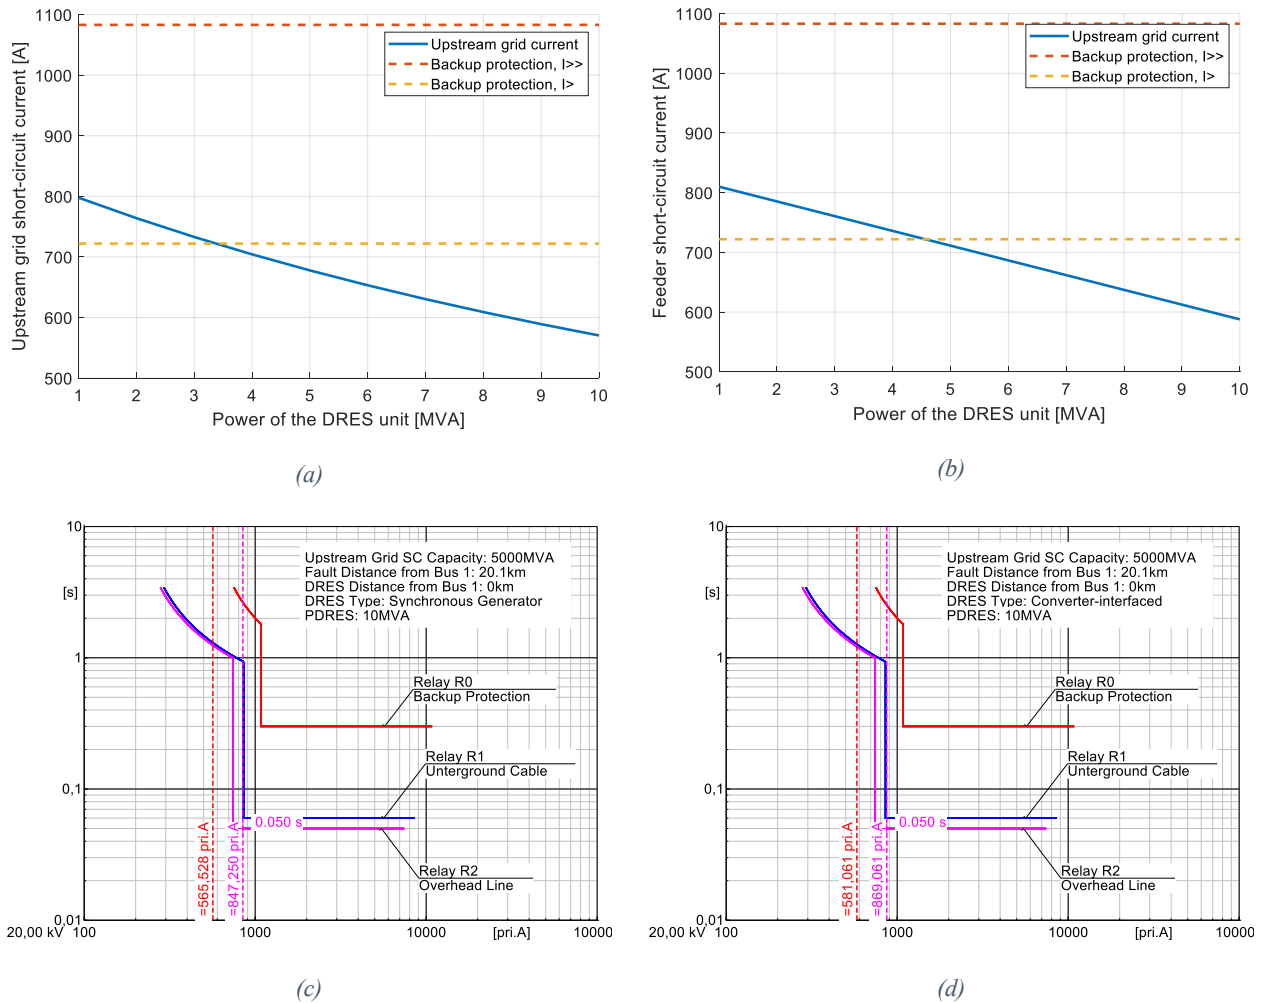 1100
1000
900
800
700
600
500
1 2 3 4 5 6 7 8 9 10
Upstream grid short-circuit current [A]
Power of the DRES unit [MVA]
Upstream grid current
Backup protection, I>>
Backup protection, I>
(a)
1100
1000
900
800
700
600
500
1 2 3 4 5 6 7 8 9 10
Feeder short-circuit current [A]
Power of the DRES unit [MVA]
Upstream grid current
Backup protection, I>>
Backup protection, I>
(b)
10
[s]
1
0,1
0,01
20,00 kV 100 1000 10000 [pri.A] 10000
Upstream Grid SC Capacity: 5000MVA
Fault Distance from Bus 1: 20.1km
DRES Distance from Bus 1: 0km
DRES Type: Synchronous Generator
PDRES: 10MVA
Relay R0
Backup Protection
Relay R1
Unterground Cable
0.050 s
Relay R2
Overhead Line
=565,528 pri.A
=847,250 pri.A
(c)
10
[s]
1
0,1
0,01
20,00 kV 100 1000 10000 [pri.A] 10000
Upstream Grid SC Capacity: 5000MVA
Fault Distance from Bus 1: 20.1km
DRES Distance from Bus 1: 0km
DRES Type: Converter-interfaced
PDRES: 10MVA
Relay R0
Backup Protection
Relay R1
Unterground Cable
0.050 s
Relay R2
Overhead Line
=581,061 pri.A
=869,061 pri.A
(d)